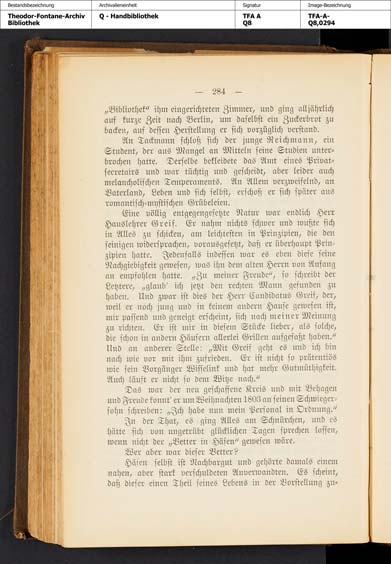 Bestandsbezeichnung
Archivalieneinheit
Signatur
Image-Bezeichnung
Theodor-Fontane-Archiv
Bibliothek
Q - Handbibliothek
TFA A
Q8
TFA-A-
Q8,0294
— 284 —
„Bibliothek“ ihm eingerichteten Zimmer, und ging alljährlich
auf kurze Zeit nach Berlin, um daselbst ein Zuckerbrot zu
backen, auf dessen Herstellung er sich vorzüglich verstand.
An Tackmann schloß sich der junge Reichmann, ein
Student, der aus Mangel an Mitteln seine Studien unter-
brochen hatte. Derselbe bekleidete das Amt eines Privat-
secretairs und war tüchtig und gescheidt, aber leider auch
melancholischen Temperaments. An Allem verzweifelnd, an
Vaterland, Leben und sich selbst, erschoß er sich später aus
romantisch-mystischen Grübeleien.
Eine völlig entgegengesetzte Natur war endlich Herr
Hauslehrer Greif. Er nahm nichts schwer und wußte sich
in Alles zu schicken, am leichtesten in Prinzipien, die den
seinigen widersprachen, vorausgesetzt, daß er überhaupt Prin-
zipien hatte. Jedenfalls indessen war es eben diese seine
Nachgiebigkeit gewesen, was ihn dem alten Herrn von Anfang
an empfohlen hatte. „Zu meiner Freude“, so schreibt der
Letztere, „glaub' ich jetzt den rechten Mann gefunden zu
haben. Und zwar ist dies der Herr Candidatus Greif, der,
weil er noch jung und in keinem andern Hause gewesen ist,
mir passend und geneigt erscheint, sich nach meiner Meinung
zu richten. Er ist mir in diesem Stücke lieber, als solche,
die schon in andern Häusern allerlei Grillen aufgefaßt haben.“
Und an anderer Stelle: „Mit Greif geht es und ich bin
nach wie vor mit ihm zufrieden. Er ist nicht so prätentiös
wie sein Vorgänger Wisselink und hat mehr Gutmüthigkeit.
Auch läuft er nicht so dem Witze nach.“
Das war der neu geschaffene Kreis und mit Behagen
und Freude konnt' er um Weihnachten 1803 an seinen Schwieger-
sohn schreiben: „Ich habe nun mein Personal in Ordnung.“
In der That, es ging Alles am Schnürchen, und es
hätte sich von ungetrübt glücklichen Tagen sprechen lassen,
wenn nicht der „Vetter in Häsen“ gewesen wäre.
Wer aber war dieser Vetter?
Häsen selbst ist Nachbargut und gehörte damals einem
nahen, aber stark verschuldeten Anverwandten. Es scheint,
daß dieser einen Theil seines Lebens in der Vorstellung zu-